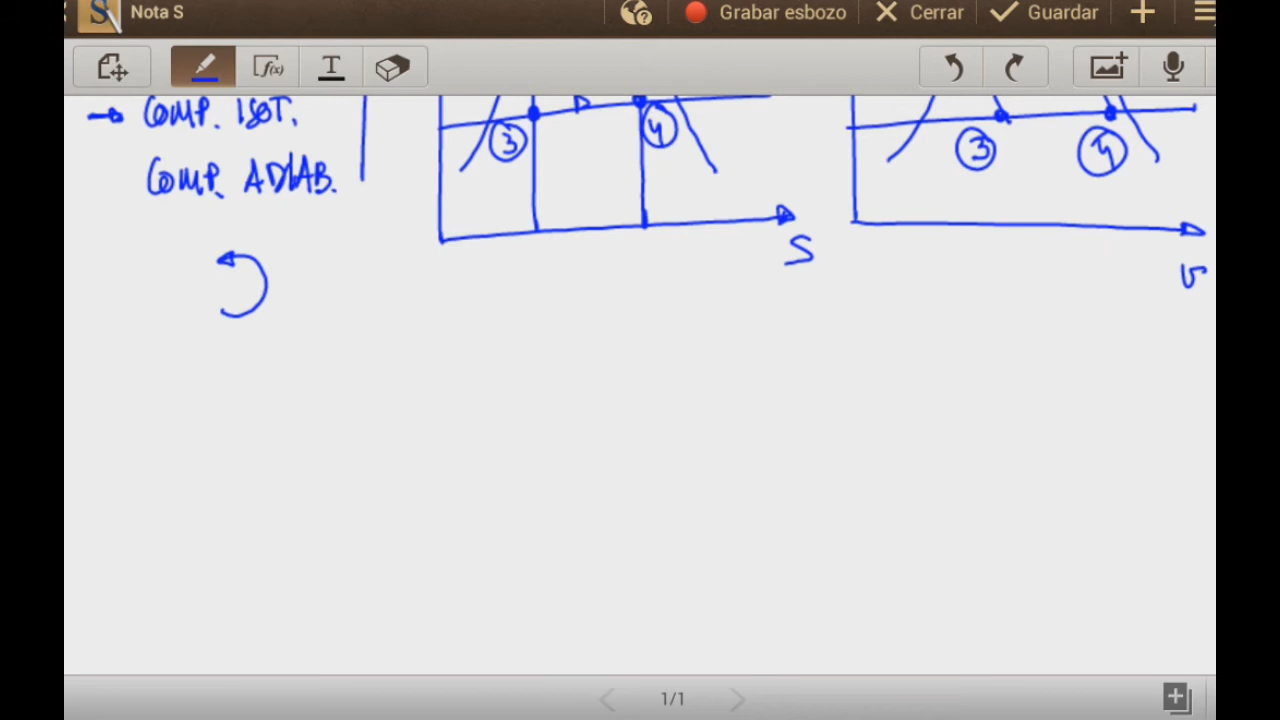 S Nota S Grabar esbozo Cerrar Guardar
f(x) T
→ COMP. ISOT.
COMP. ADIAB.
3 4 3 4
S
v
1/1